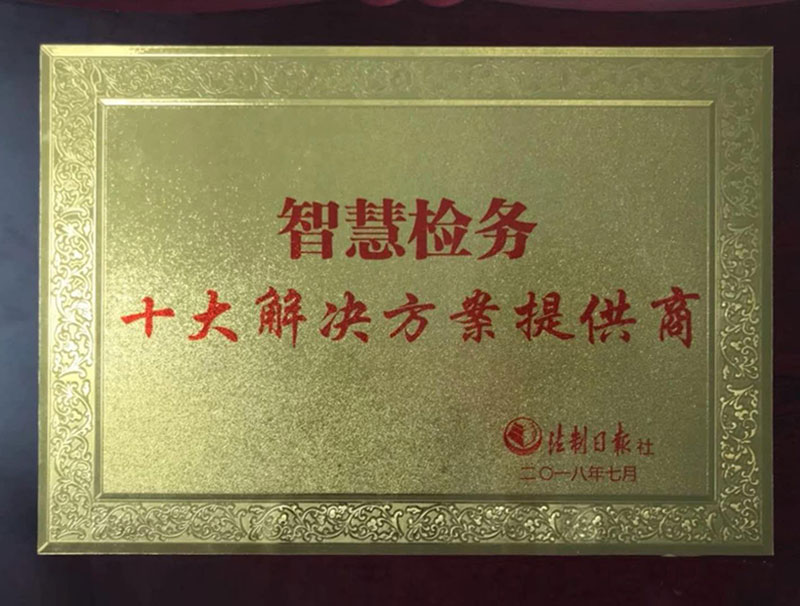 智慧检务
十大解决方案提供商
法制日报社
二〇一八年七月